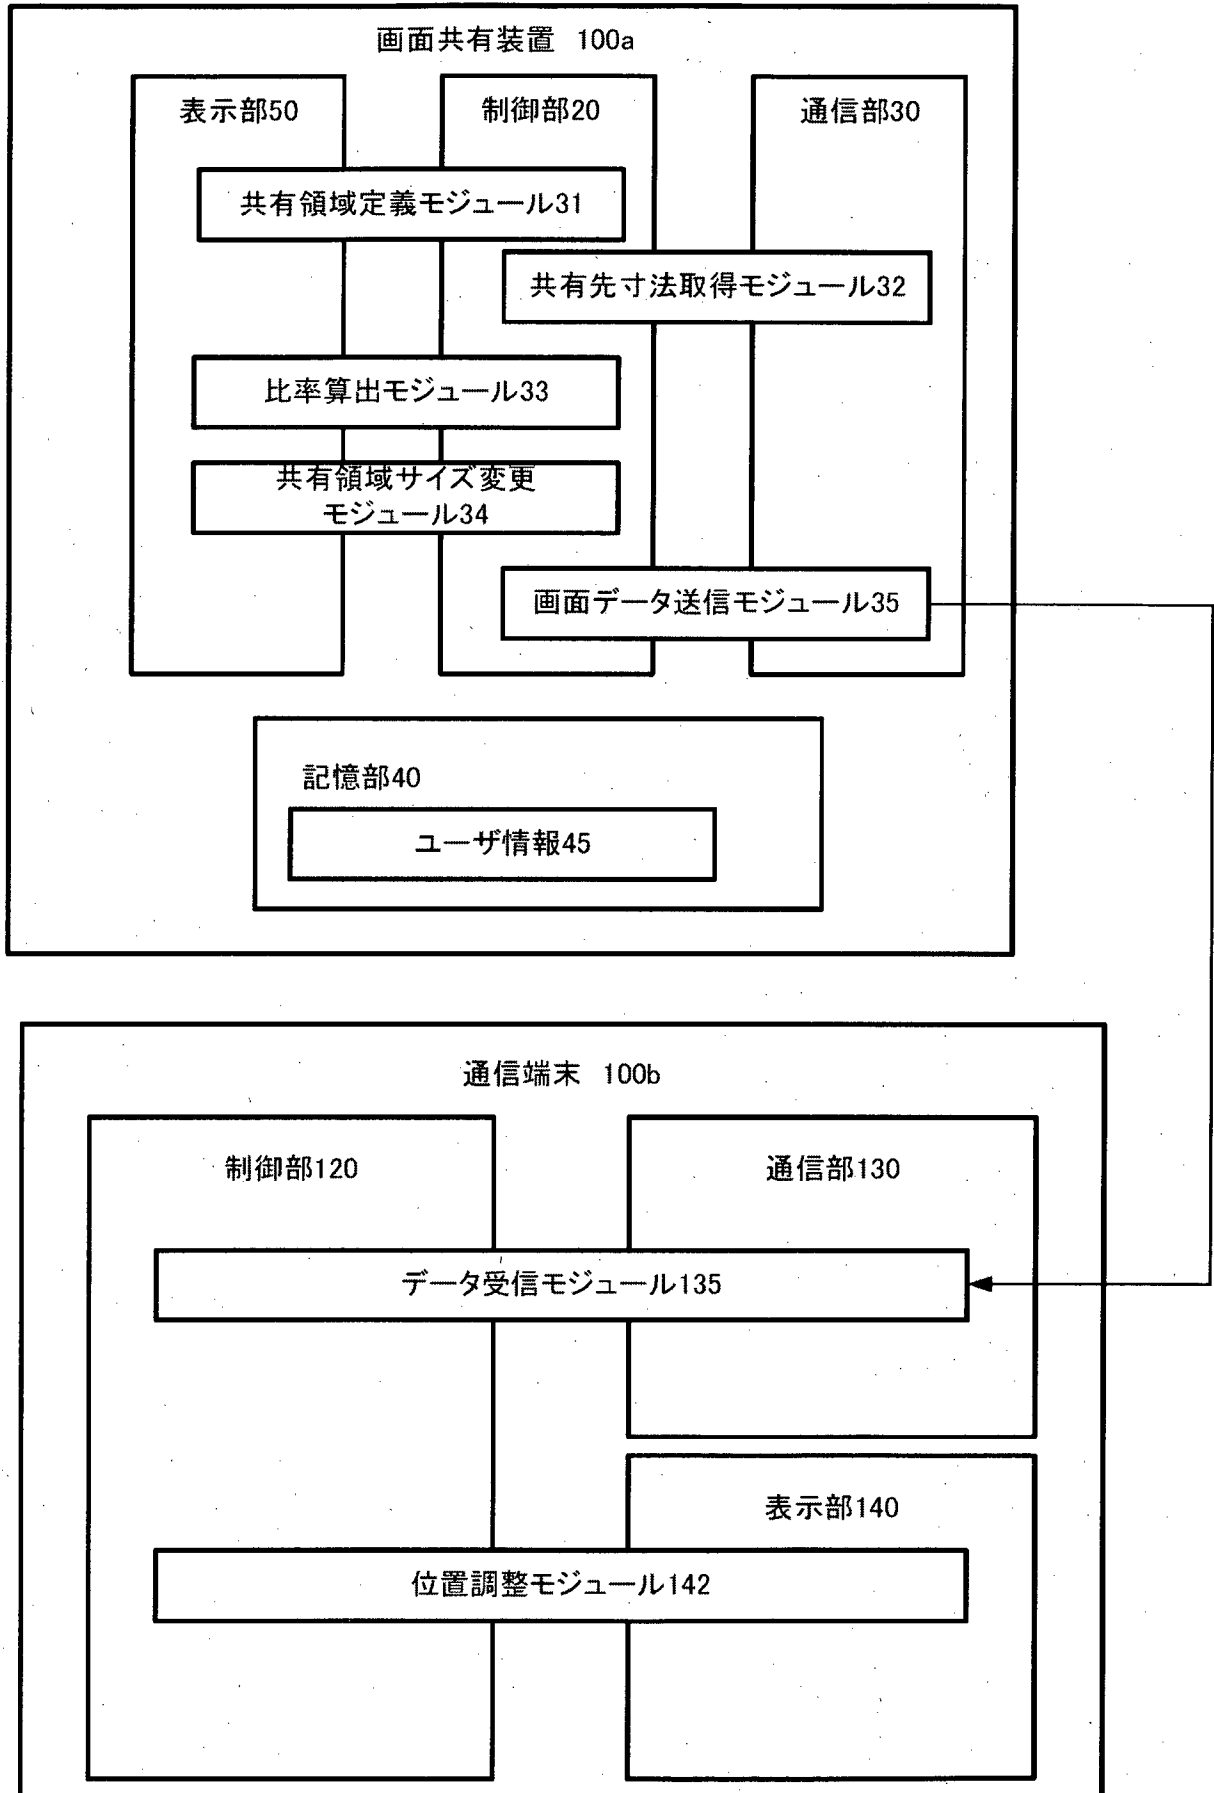 画面共有装置 100a
表示部50
制御部20
通信部30
共有領域定義モジュール31
共有先寸法取得モジュール32
比率算出モジュール33
共有領域サイズ変更
モジュール34
画面データ送信モジュール35
記憶部40
ユーザ情報45
通信端末 100b
制御部120
通信部130
データ受信モジュール135
表示部140
位置調整モジュール142